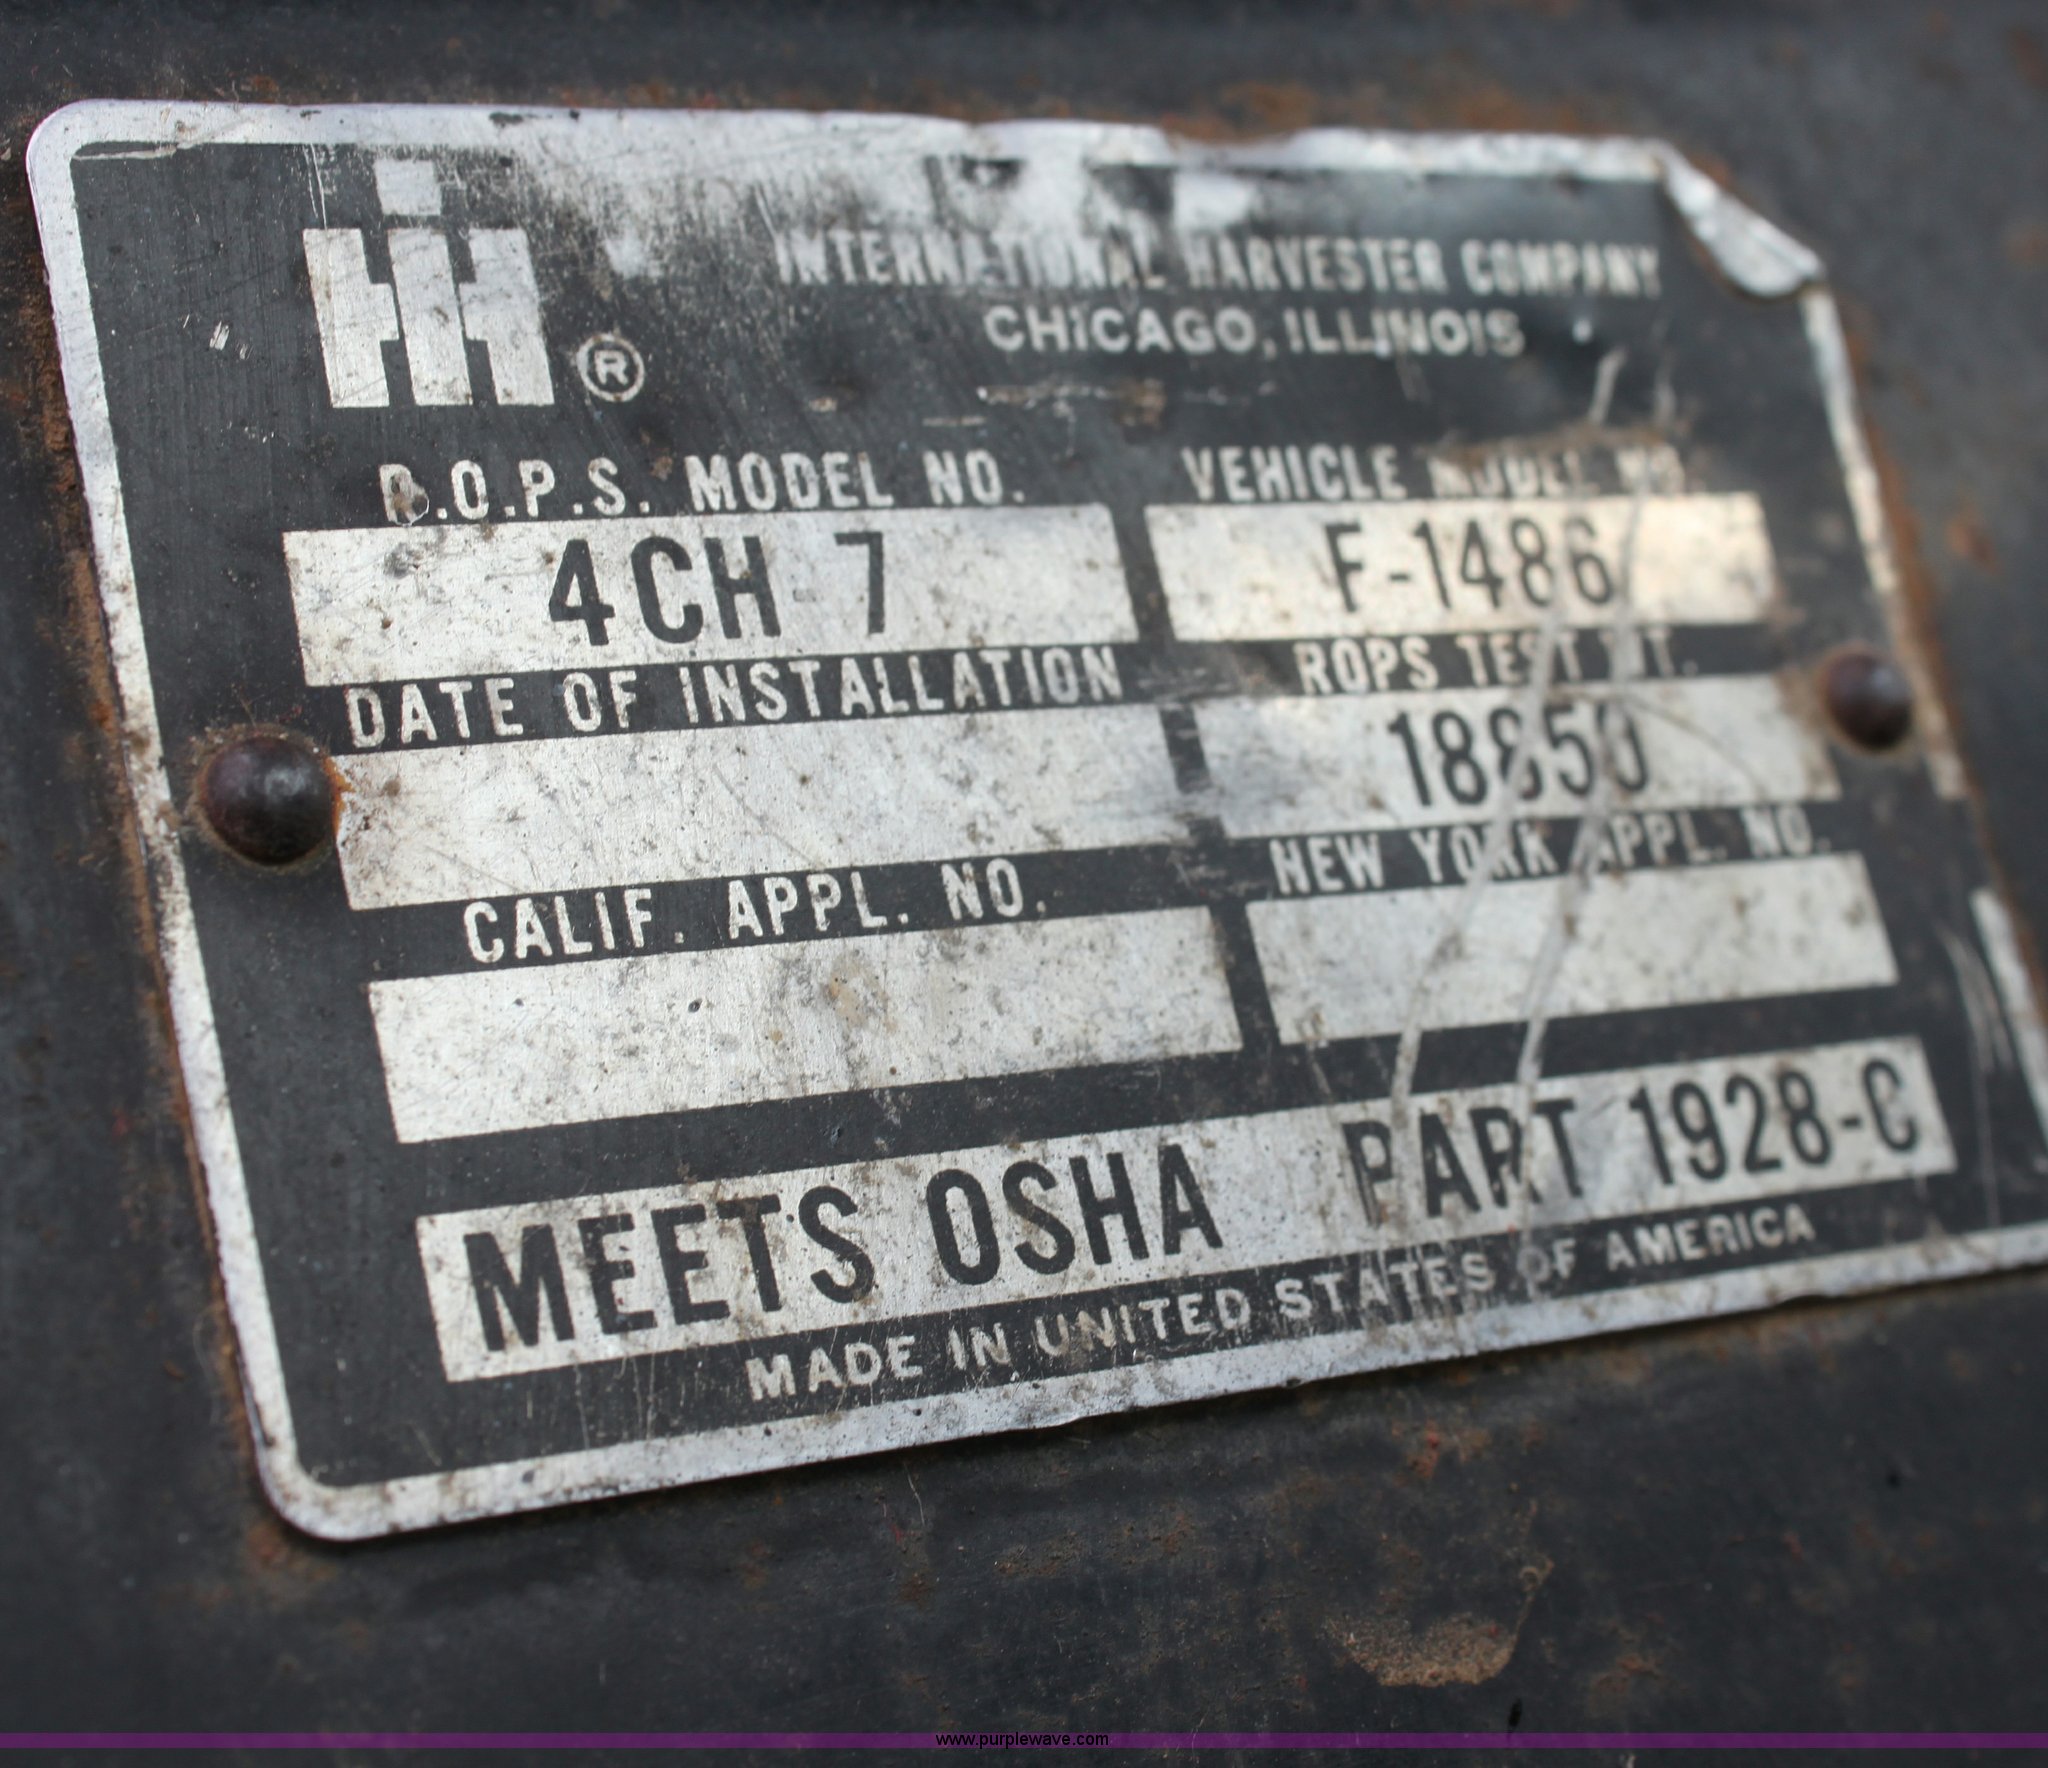 INTERNATIONAL HARVESTER COMPANY
CHICAGO, ILLINOIS
®
R.O.P.S. MODEL NO. VEHICLE MODEL NO.
4CH-7 F-1486
DATE OF INSTALLATION ROPS TEST WT.
18850
CALIF. APPL. NO. NEW YORK APPL. NO.
MEETS OSHA PART 1928-C
MADE IN UNITED STATES OF AMERICA
www.purplewave.com